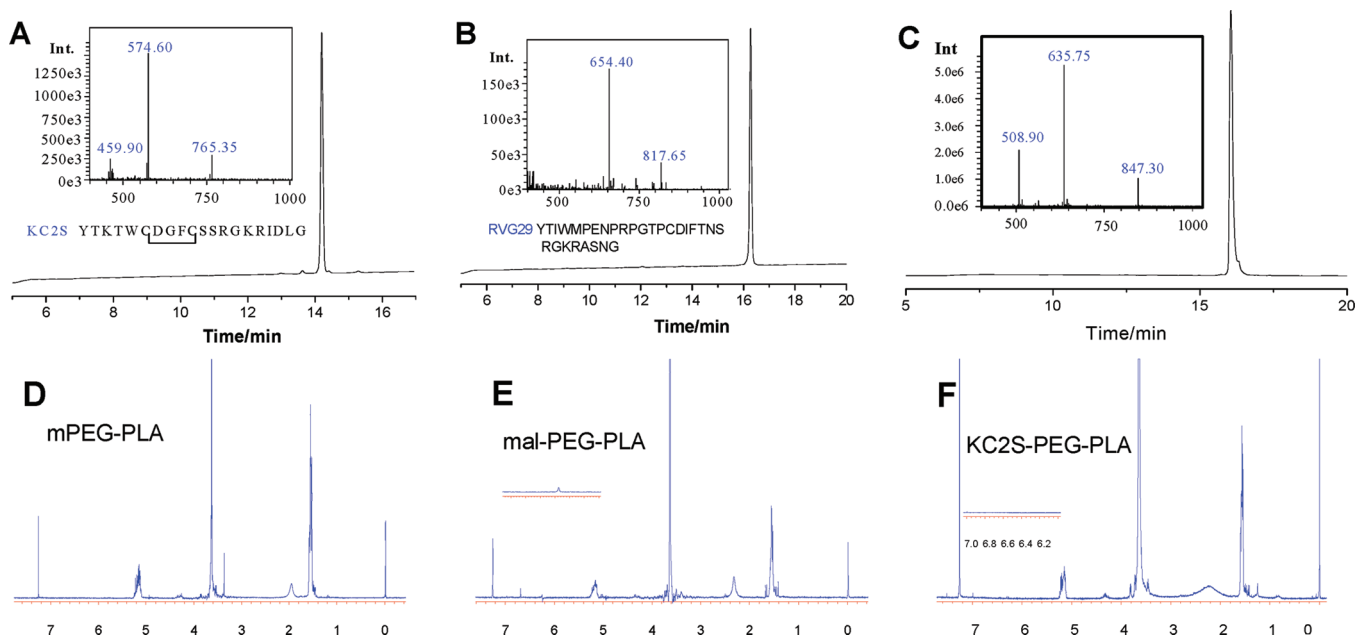 A
Int.
574.60
1250e3
1000e3
750e3
500e3
250e3
0e3
459.90
765.35
500
750
1000
KC2S YTKTWCDGFCSSRGKRIDLG
6
8
10
12
14
16
Time/min
B
Int.
654.40
150e3
100e3
50e3
0e3
817.65
500
750
1000
RVG29 YTIWMPENPRPGTPCDIFTNS
RGKRASNG
6
8
10
12
14
16
18
20
Time/min
C
Int
635.75
5.0e6
4.0e6
3.0e6
2.0e6
1.0e6
0.0e6
508.90
847.30
500
750
1000
5
10
15
20
Time/min
D
mPEG-PLA
7 6 5 4 3 2 1 0
E
mal-PEG-PLA
7 6 5 4 3 2 1 0
F
KC2S-PEG-PLA
7.0 6.8 6.6 6.4 6.2
7 6 5 4 3 2 1 0